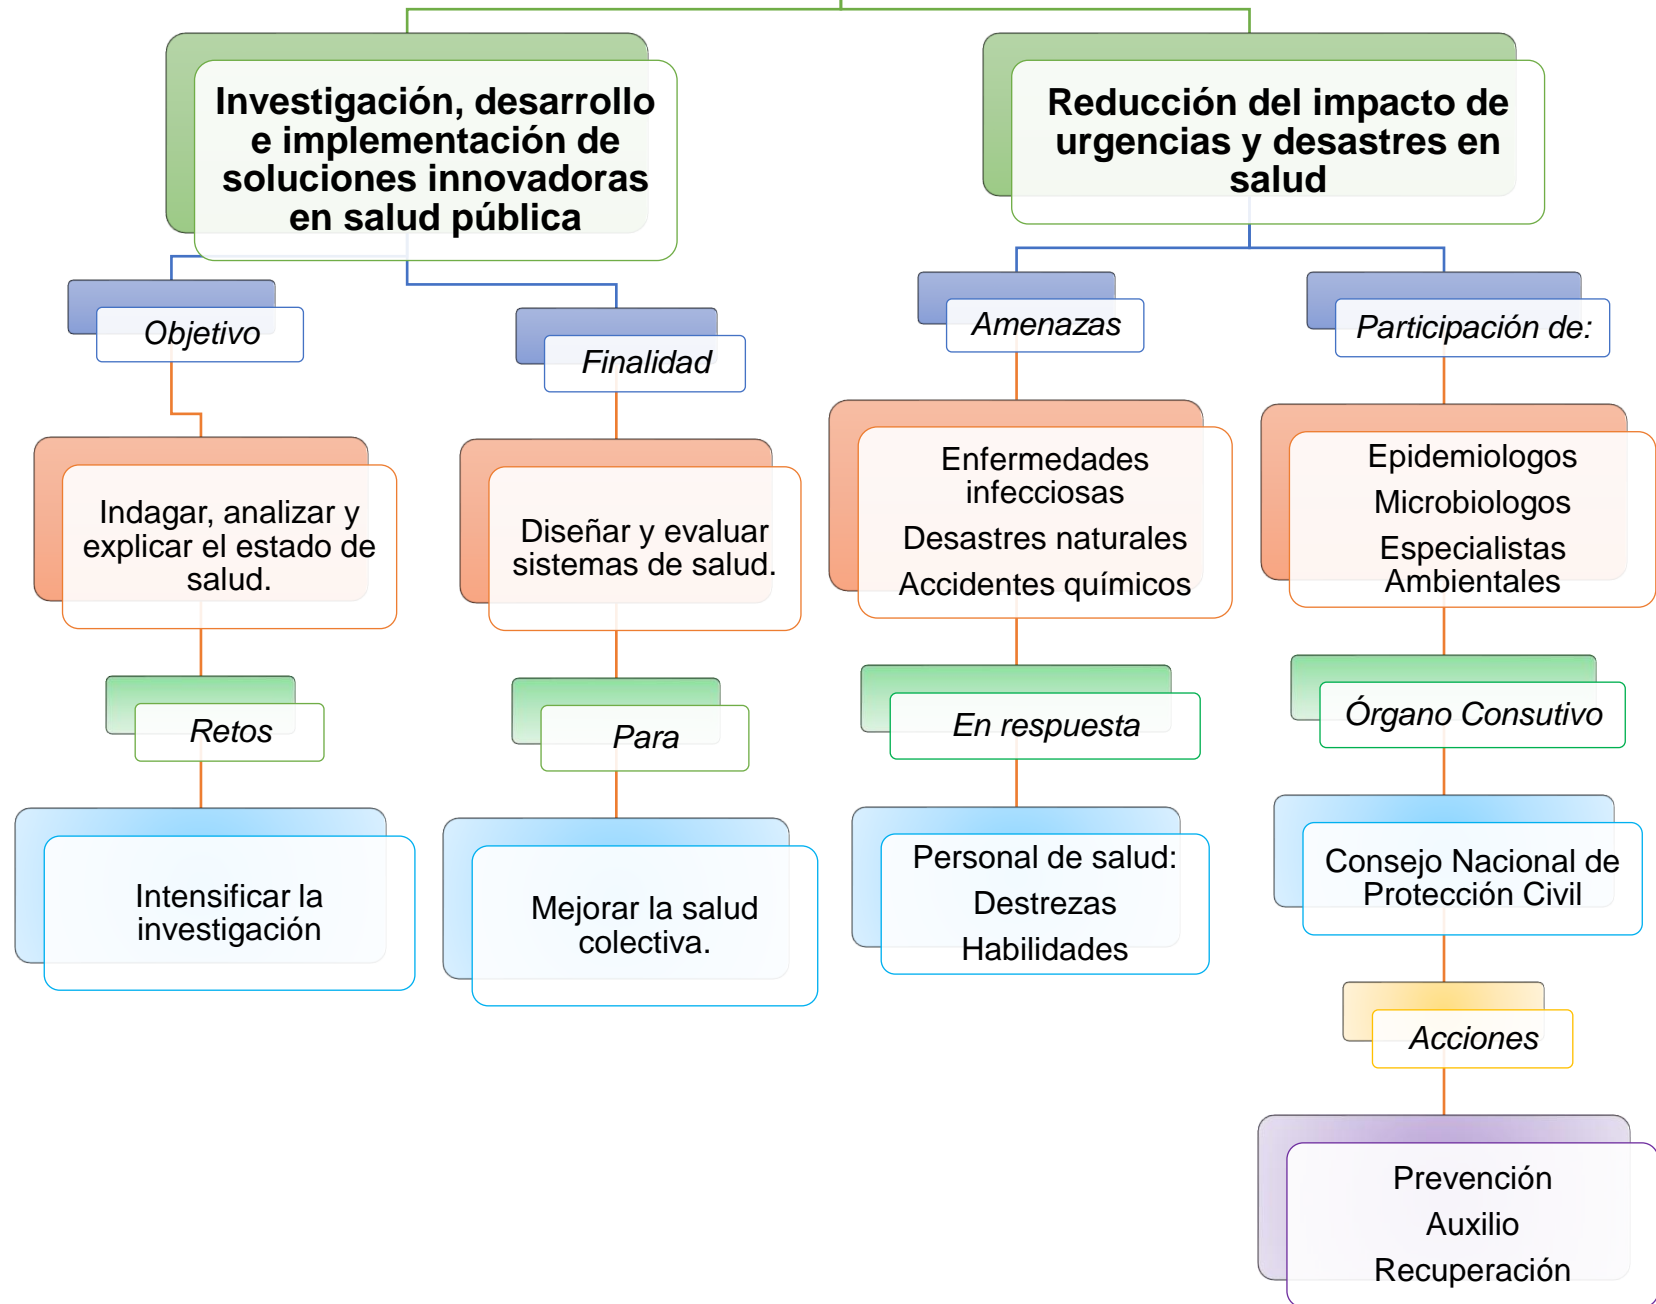 Investigación, desarrollo
e implementación de
soluciones innovadoras
en salud pública
Reducción del impacto de
urgencias y desastres en
salud
Objetivo
Finalidad
Amenazas
Participación de:
Indagar, analizar y
explicar el estado de
salud.
Diseñar y evaluar
sistemas de salud.
Enfermedades
infecciosas
Desastres naturales
Accidentes químicos
Epidemiologos
Microbiologos
Especialistas
Ambientales
Retos
Para
En respuesta
Órgano Consutivo
Intensificar la
investigación
Mejorar la salud
colectiva.
Personal de salud:
Destrezas
Habilidades
Consejo Nacional de
Protección Civil
Acciones
Prevención
Auxilio
Recuperación